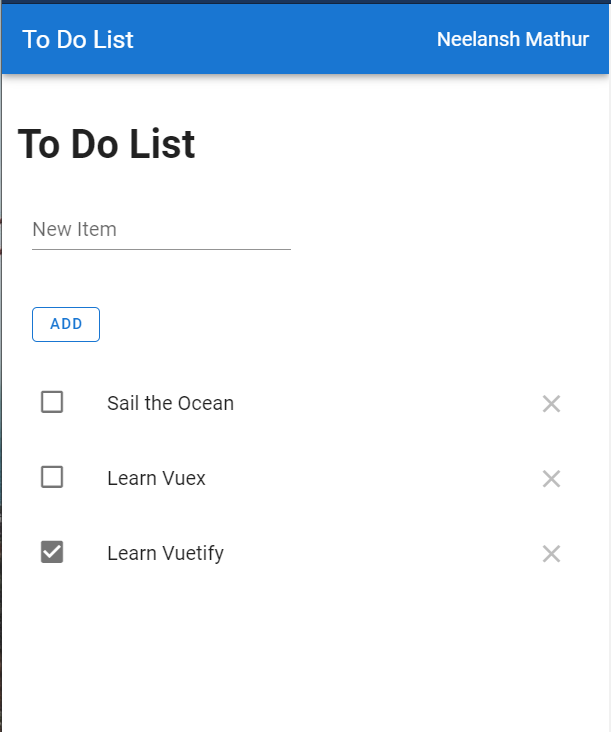 To Do List
Neelansh Mathur
To Do List
New Item
ADD
Sail the Ocean
Learn Vuex
Learn Vuetify